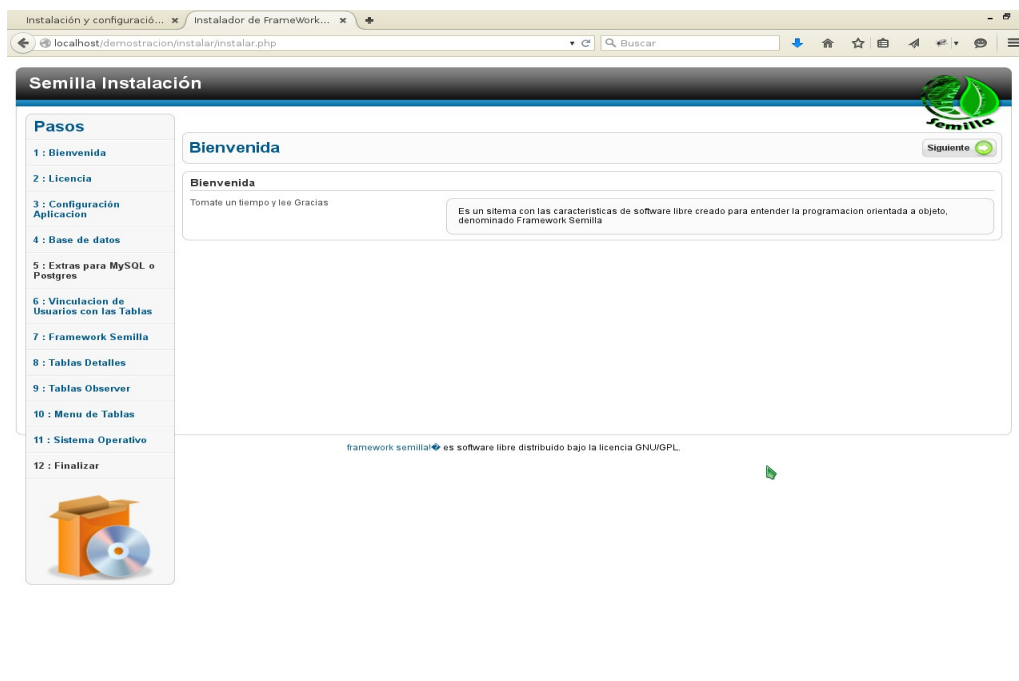 Instalación y configuració...
Instalador de FrameWork...
localhost/demostracion/instalar/instalar.php
Buscar
Semilla Instalación
Semilla
Pasos
1 : Bienvenida
2 : Licencia
3 : Configuración
Aplicacion
4 : Base de datos
5 : Extras para MySQL o
Postgres
6 : Vinculacion de
Usuarios con las Tablas
7 : Framework Semilla
8 : Tablas Detalles
9 : Tablas Observer
10 : Menu de Tablas
11 : Sistema Operativo
12 : Finalizar
Bienvenida
Siguiente
Bienvenida
Tomate un tiempo y lee Gracias
Es un sitema con las caracteristicas de software libre creado para entender la programacion orientada a objeto,
denominado Framework Semilla
framework semilla!� es software libre distribuido bajo la licencia GNU/GPL.